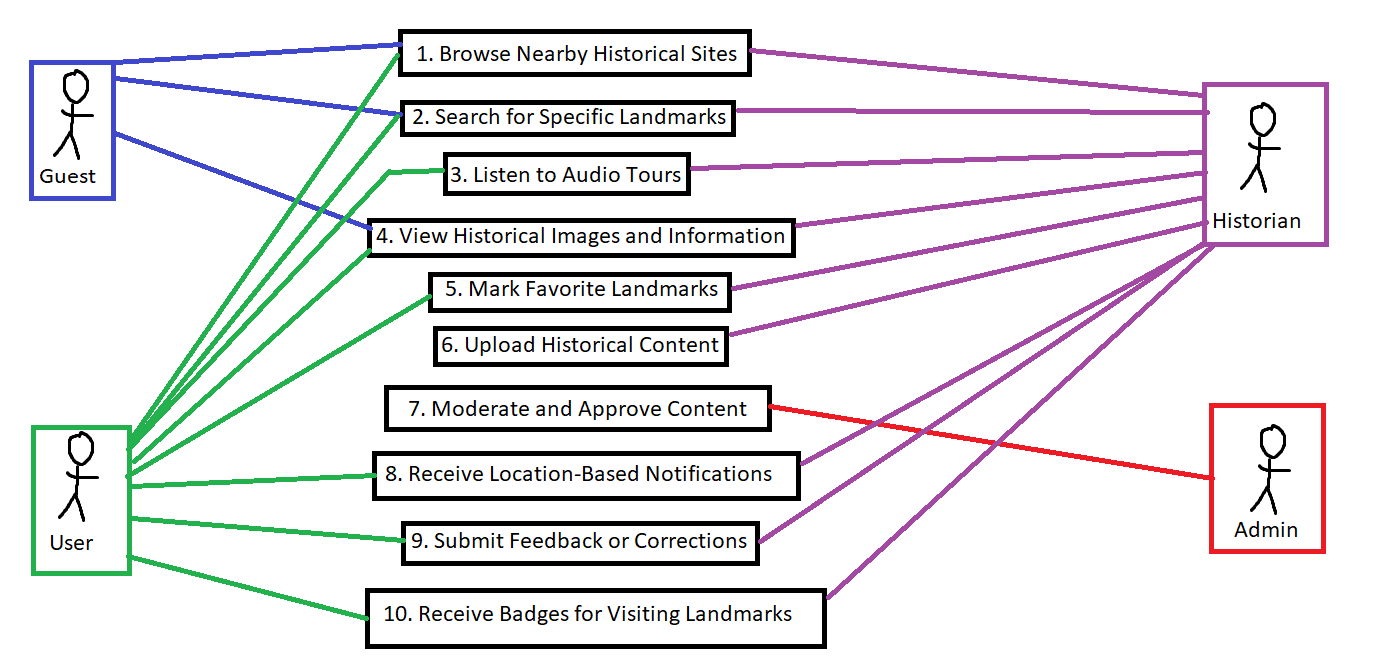 1. Browse Nearby Historical Sites
2. Search for Specific Landmarks
3. Listen to Audio Tours
Guest
4. View Historical Images and Information
Historian
5. Mark Favorite Landmarks
6. Upload Historical Content
7. Moderate and Approve Content
8. Receive Location-Based Notifications
User
9. Submit Feedback or Corrections
Admin
10. Receive Badges for Visiting Landmarks